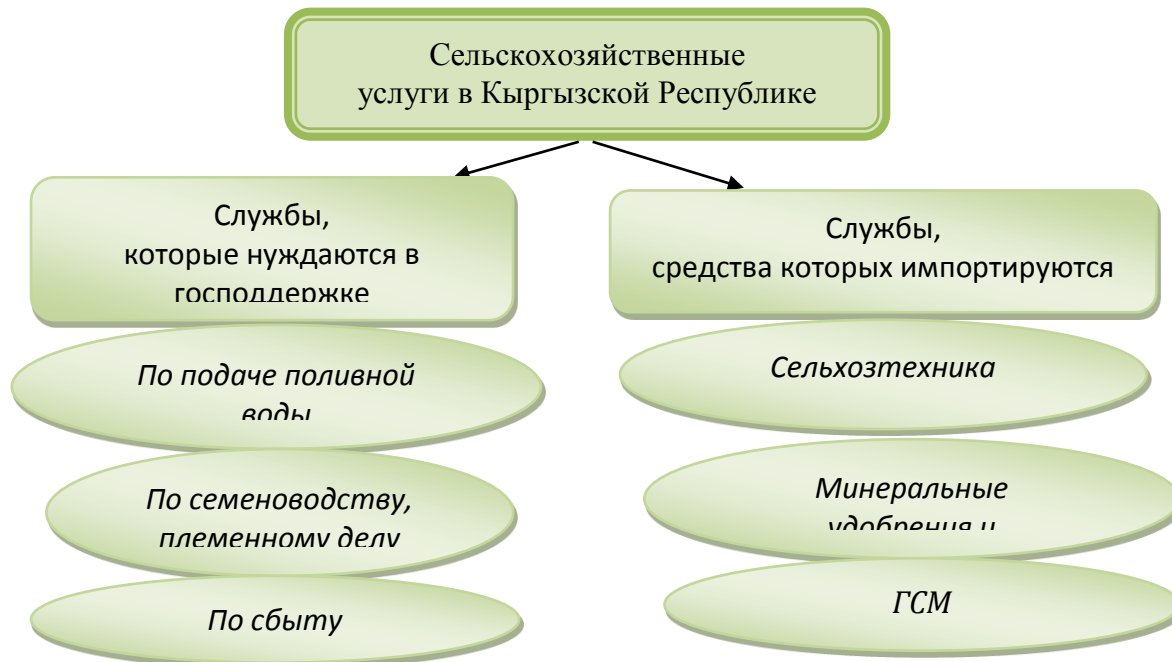 Сельскохозяйственные
услуги в Кыргызской Республике
Службы,
которые нуждаются в
господдержке
По подаче поливной
воды
По семеноводству,
племенному делу
По сбыту
Службы,
средства которых импортируются
Сельхозтехника
Минеральные
удобрения и
ГСМ